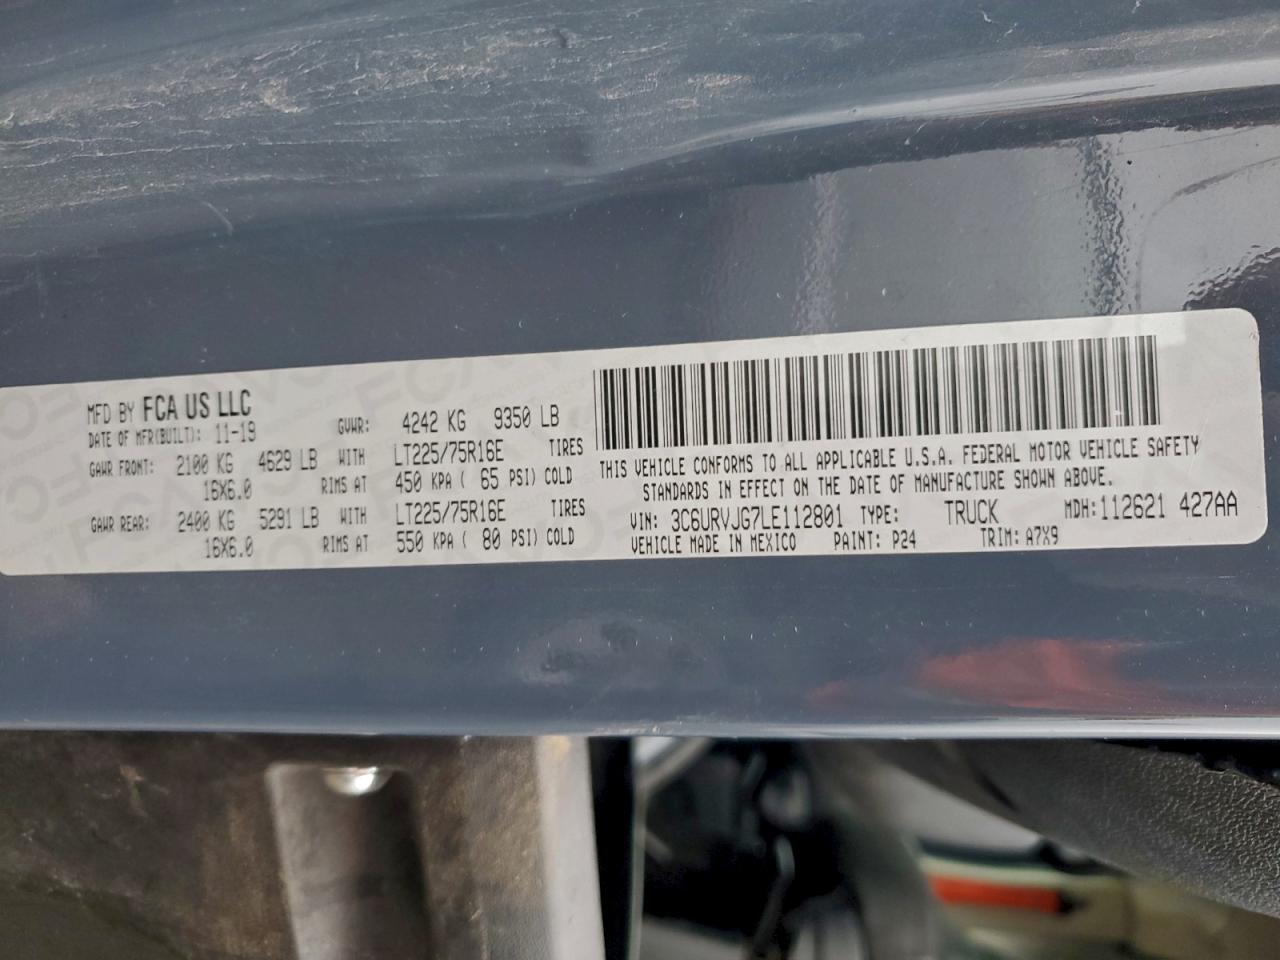 MFD BY FCA US LLC
DATE OF MFR(BUILT): 11-19 GVWR: 4242 KG 9350 LB
GAWR FRONT: 2100 KG 4629 LB WITH LT225/75R16E TIRES
16X6.0 RIMS AT 450 KPA ( 65 PSI) COLD
GAWR REAR: 2400 KG 5291 LB WITH LT225/75R16E TIRES
16X6.0 RIMS AT 550 KPA ( 80 PSI) COLD
THIS VEHICLE CONFORMS TO ALL APPLICABLE U.S.A. FEDERAL MOTOR VEHICLE SAFETY
STANDARDS IN EFFECT ON THE DATE OF MANUFACTURE SHOWN ABOVE.
VIN: 3C6URVJG7LE112801 TYPE: TRUCK MDH:112621 427AA
VEHICLE MADE IN MEXICO PAINT: P24 TRIM: A7X9